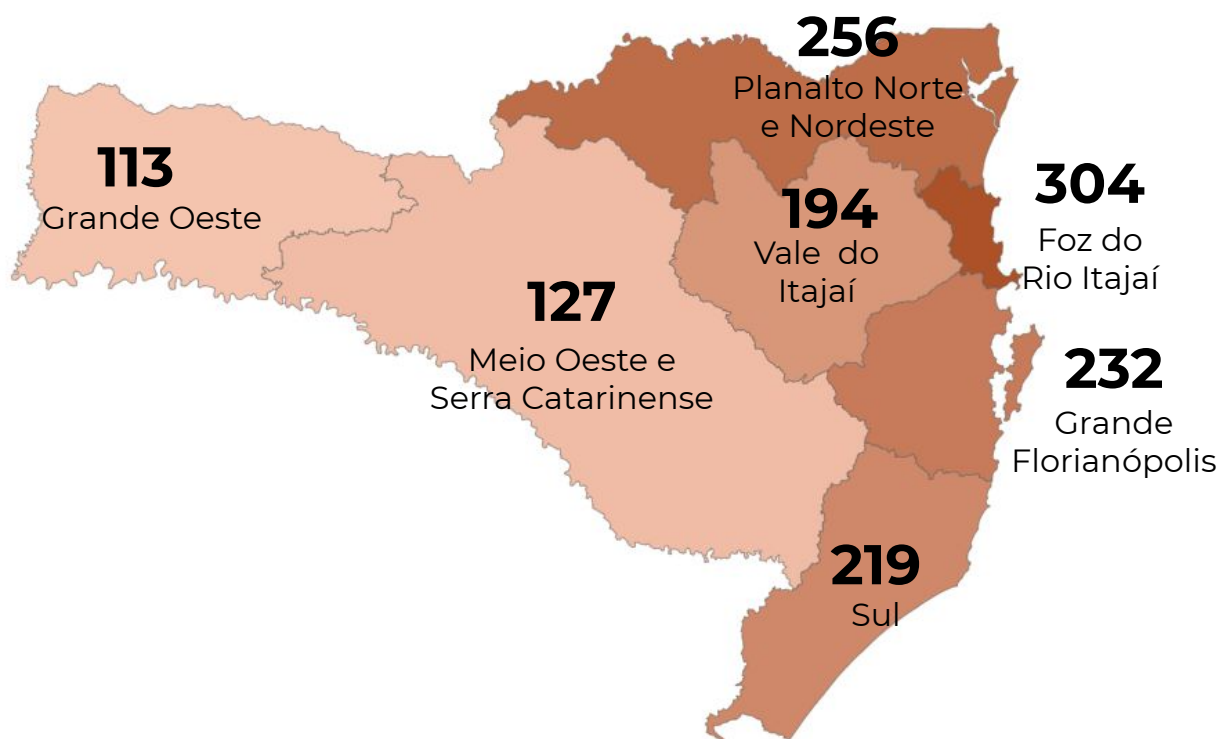 256
Planalto Norte
e Nordeste
113
Grande Oeste
194
Vale do
Itajaí
304
Foz do
Rio Itajaí
127
Meio Oeste e
Serra Catarinense
232
Grande
Florianópolis
219
Sul